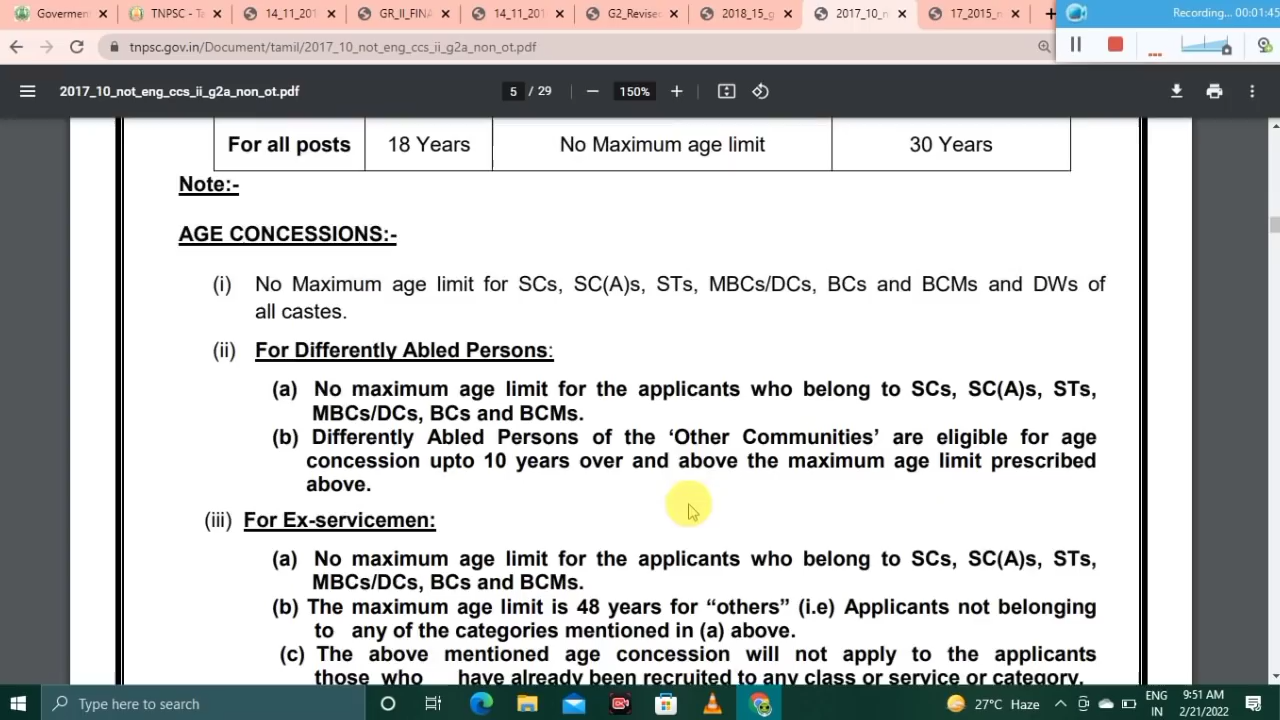 Goverment
TNPSC - Ta
14_11_201
GR_II_FINA
14_11_201
G2_Revised
2018_15_g
2017_10_n
17_2015_n
Recording... 00:01:45
tnpsc.gov.in/Document/tamil/2017_10_not_eng_ccs_ii_g2a_non_ot.pdf
2017_10_not_eng_ccs_ii_g2a_non_ot.pdf
5 / 29
150%
For all posts 18 Years No Maximum age limit 30 Years
Note:-
AGE CONCESSIONS:-
(i) No Maximum age limit for SCs, SC(A)s, STs, MBCs/DCs, BCs and BCMs and DWs of
all castes.
(ii) For Differently Abled Persons:
(a) No maximum age limit for the applicants who belong to SCs, SC(A)s, STs,
MBCs/DCs, BCs and BCMs.
(b) Differently Abled Persons of the ‘Other Communities’ are eligible for age
concession upto 10 years over and above the maximum age limit prescribed
above.
(iii) For Ex-servicemen:
(a) No maximum age limit for the applicants who belong to SCs, SC(A)s, STs,
MBCs/DCs, BCs and BCMs.
(b) The maximum age limit is 48 years for “others” (i.e) Applicants not belonging
to any of the categories mentioned in (a) above.
(c) The above mentioned age concession will not apply to the applicants
those who have already been recruited to any class or service or category.
Type here to search
27°C Haze
ENG
IN
9:51 AM
2/21/2022